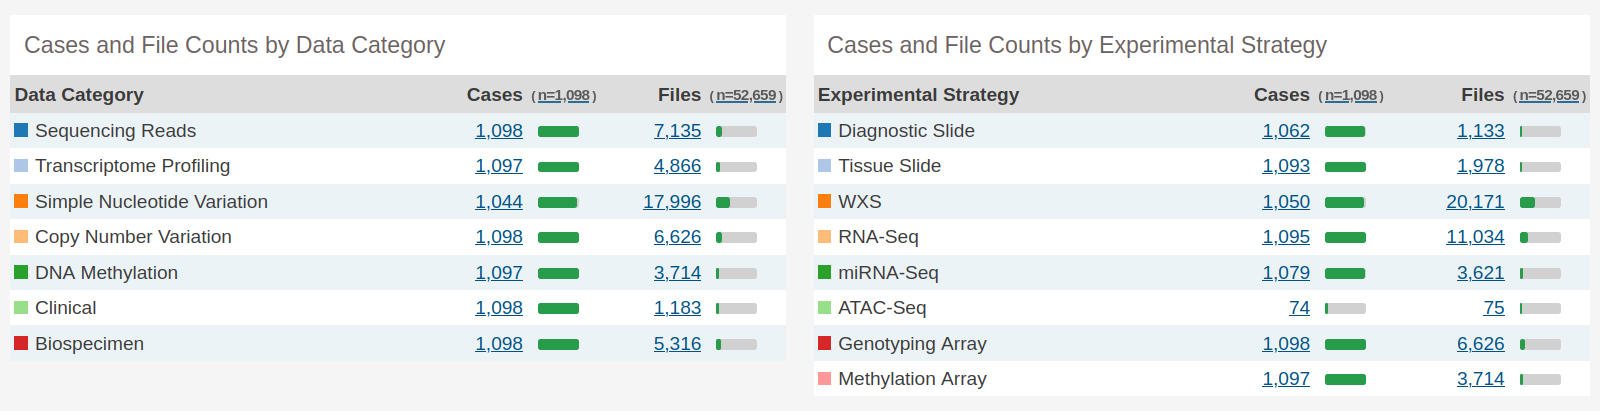 Cases and File Counts by Data Category
Data Category Cases (n=1,098) Files (n=52,659)
Sequencing Reads 1,098 7,135
Transcriptome Profiling 1,097 4,866
Simple Nucleotide Variation 1,044 17,996
Copy Number Variation 1,098 6,626
DNA Methylation 1,097 3,714
Clinical 1,098 1,183
Biospecimen 1,098 5,316
Cases and File Counts by Experimental Strategy
Experimental Strategy Cases (n=1,098) Files (n=52,659)
Diagnostic Slide 1,062 1,133
Tissue Slide 1,093 1,978
WXS 1,050 20,171
RNA-Seq 1,095 11,034
miRNA-Seq 1,079 3,621
ATAC-Seq 74 75
Genotyping Array 1,098 6,626
Methylation Array 1,097 3,714